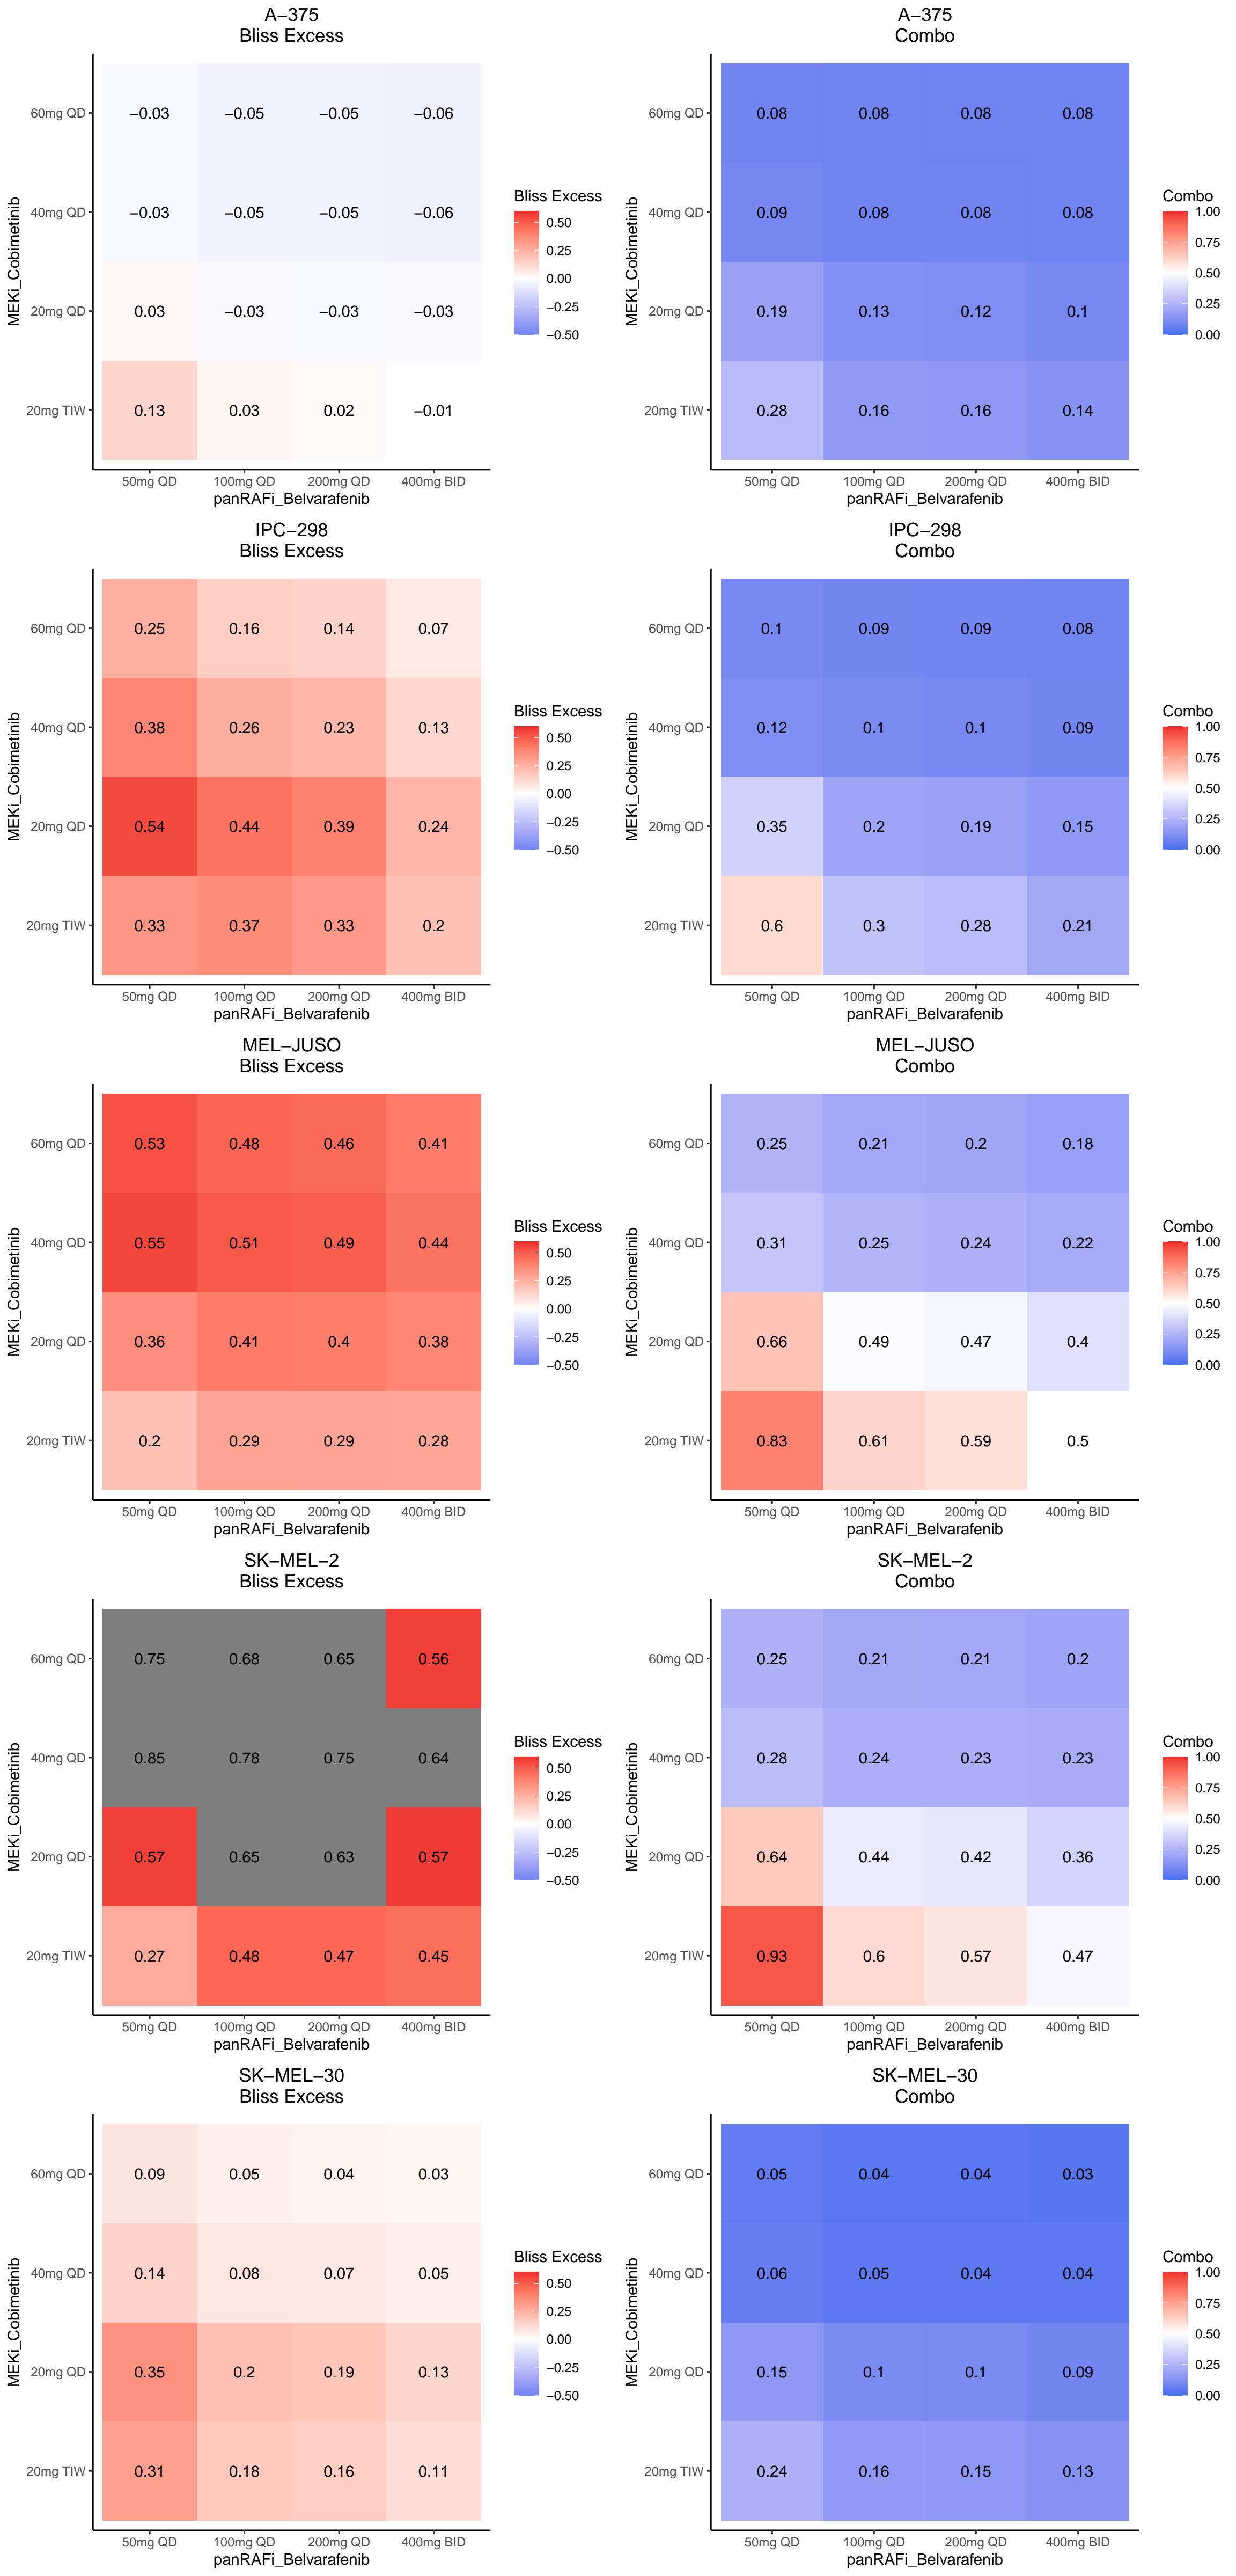 A−375
Bliss Excess
60mg QD −0.03 −0.05 −0.05 −0.06
40mg QD −0.03 −0.05 −0.05 −0.06
20mg QD 0.03 −0.03 −0.03 −0.03
20mg TIW 0.13 0.03 0.02 −0.01
50mg QD 100mg QD 200mg QD 400mg BID
panRAFi_Belvarafenib
MEKi_Cobimetinib
Bliss Excess
0.50
0.25
0.00
−0.25
−0.50
A−375
Combo
60mg QD 0.08 0.08 0.08 0.08
40mg QD 0.09 0.08 0.08 0.08
20mg QD 0.19 0.13 0.12 0.1
20mg TIW 0.28 0.16 0.16 0.14
50mg QD 100mg QD 200mg QD 400mg BID
panRAFi_Belvarafenib
MEKi_Cobimetinib
Combo
1.00
0.75
0.50
0.25
0.00
IPC−298
Bliss Excess
60mg QD 0.25 0.16 0.14 0.07
40mg QD 0.38 0.26 0.23 0.13
20mg QD 0.54 0.44 0.39 0.24
20mg TIW 0.33 0.37 0.33 0.2
50mg QD 100mg QD 200mg QD 400mg BID
panRAFi_Belvarafenib
MEKi_Cobimetinib
Bliss Excess
0.50
0.25
0.00
−0.25
−0.50
IPC−298
Combo
60mg QD 0.1 0.09 0.09 0.08
40mg QD 0.12 0.1 0.1 0.09
20mg QD 0.35 0.2 0.19 0.15
20mg TIW 0.6 0.3 0.28 0.21
50mg QD 100mg QD 200mg QD 400mg BID
panRAFi_Belvarafenib
MEKi_Cobimetinib
Combo
1.00
0.75
0.50
0.25
0.00
MEL−JUSO
Bliss Excess
60mg QD 0.53 0.48 0.46 0.41
40mg QD 0.55 0.51 0.49 0.44
20mg QD 0.36 0.41 0.4 0.38
20mg TIW 0.2 0.29 0.29 0.28
50mg QD 100mg QD 200mg QD 400mg BID
panRAFi_Belvarafenib
MEKi_Cobimetinib
Bliss Excess
0.50
0.25
0.00
−0.25
−0.50
MEL−JUSO
Combo
60mg QD 0.25 0.21 0.2 0.18
40mg QD 0.31 0.25 0.24 0.22
20mg QD 0.66 0.49 0.47 0.4
20mg TIW 0.83 0.61 0.59 0.5
50mg QD 100mg QD 200mg QD 400mg BID
panRAFi_Belvarafenib
MEKi_Cobimetinib
Combo
1.00
0.75
0.50
0.25
0.00
SK−MEL−2
Bliss Excess
60mg QD 0.75 0.68 0.65 0.56
40mg QD 0.85 0.78 0.75 0.64
20mg QD 0.57 0.65 0.63 0.57
20mg TIW 0.27 0.48 0.47 0.45
50mg QD 100mg QD 200mg QD 400mg BID
panRAFi_Belvarafenib
MEKi_Cobimetinib
Bliss Excess
0.50
0.25
0.00
−0.25
−0.50
SK−MEL−2
Combo
60mg QD 0.25 0.21 0.21 0.2
40mg QD 0.28 0.24 0.23 0.23
20mg QD 0.64 0.44 0.42 0.36
20mg TIW 0.93 0.6 0.57 0.47
50mg QD 100mg QD 200mg QD 400mg BID
panRAFi_Belvarafenib
MEKi_Cobimetinib
Combo
1.00
0.75
0.50
0.25
0.00
SK−MEL−30
Bliss Excess
60mg QD 0.09 0.05 0.04 0.03
40mg QD 0.14 0.08 0.07 0.05
20mg QD 0.35 0.2 0.19 0.13
20mg TIW 0.31 0.18 0.16 0.11
50mg QD 100mg QD 200mg QD 400mg BID
panRAFi_Belvarafenib
MEKi_Cobimetinib
Bliss Excess
0.50
0.25
0.00
−0.25
−0.50
SK−MEL−30
Combo
60mg QD 0.05 0.04 0.04 0.03
40mg QD 0.06 0.05 0.04 0.04
20mg QD 0.15 0.1 0.1 0.09
20mg TIW 0.24 0.16 0.15 0.13
50mg QD 100mg QD 200mg QD 400mg BID
panRAFi_Belvarafenib
MEKi_Cobimetinib
Combo
1.00
0.75
0.50
0.25
0.00